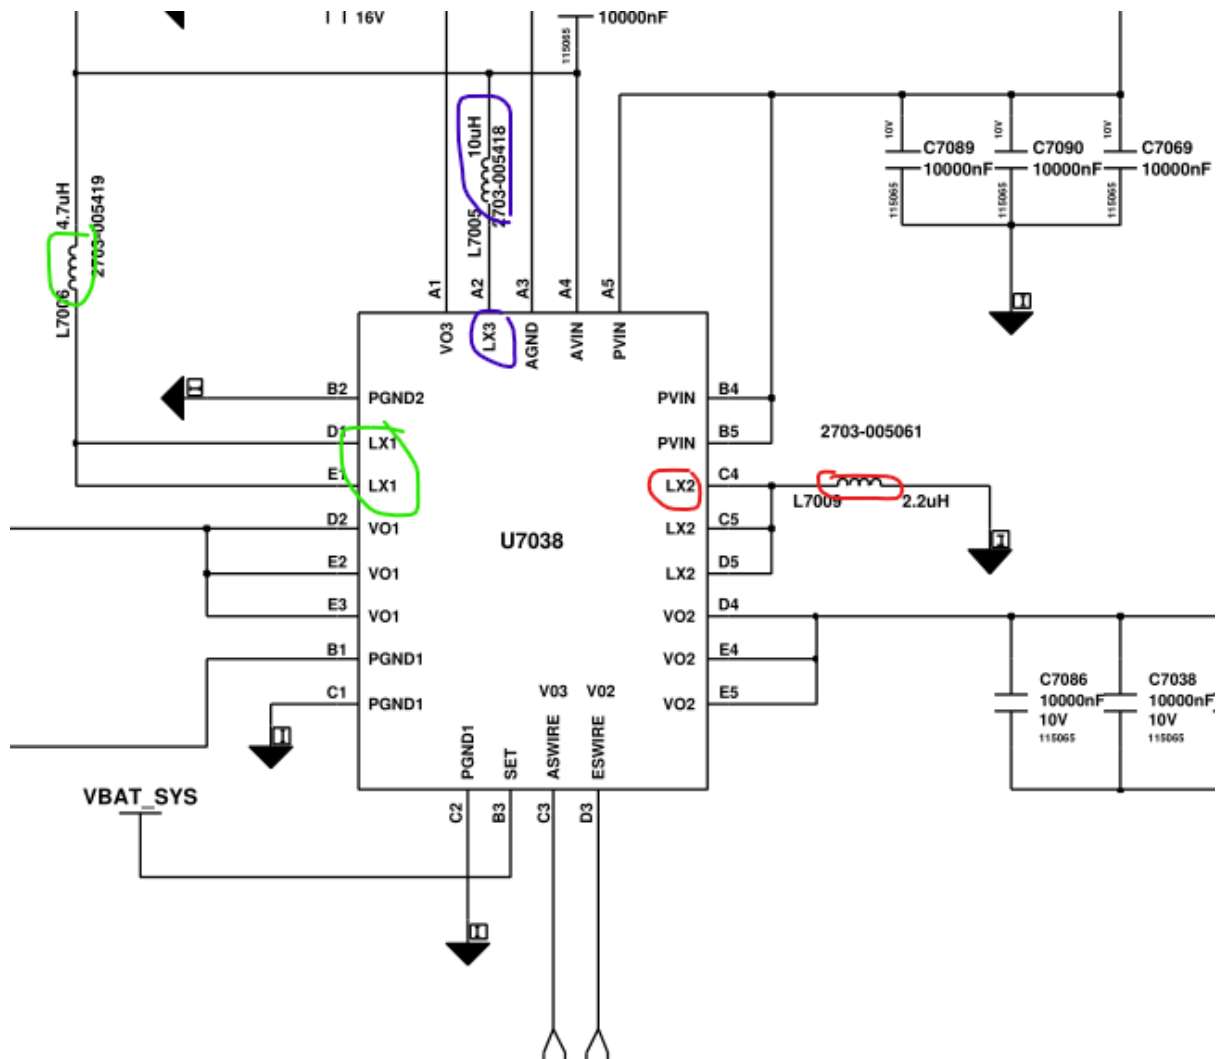 16V
10000nF
115065
10uH
2703-005418
L7005
4.7uH
2703-005419
L7006
10V
C7089
10000nF
115065
10V
C7090
10000nF
115065
10V
C7069
10000nF
115065
A1
A2
A3
A4
A5
VO3
LX3
AGND
AVIN
PVIN
B2
PGND2
D1
LX1
E1
LX1
D2
VO1
E2
VO1
E3
VO1
B1
PGND1
C1
PGND1
U7038
PVIN
B4
PVIN
B5
LX2
C4
LX2
C5
LX2
D5
VO2
D4
VO2
E4
VO2
E5
2703-005061
L7009
2.2uH
C7086
10000nF
10V
115065
C7038
10000nF
10V
115065
V03
V02
PGND1
SET
ASWIRE
ESWIRE
C2
B3
C3
D3
VBAT_SYS